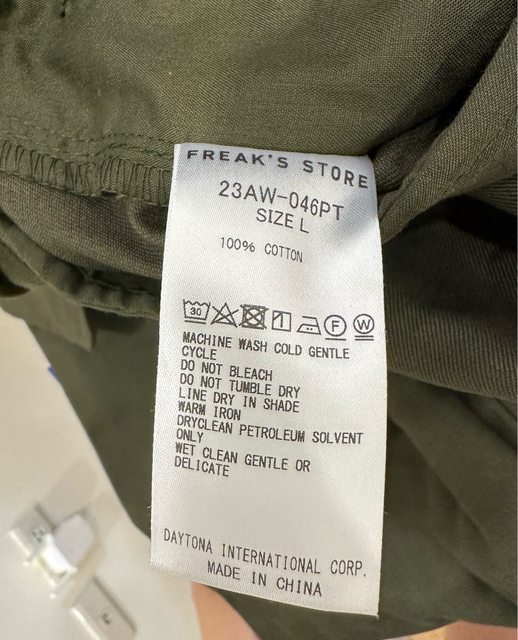 FREAK'S STORE
23AW-046PT
SIZE L
100% COTTON
30 F W
MACHINE WASH COLD GENTLE
CYCLE
DO NOT BLEACH
DO NOT TUMBLE DRY
LINE DRY IN SHADE
WARM IRON
DRYCLEAN PETROLEUM SOLVENT
ONLY
WET CLEAN GENTLE OR
DELICATE
DAYTONA INTERNATIONAL CORP.
MADE IN CHINA